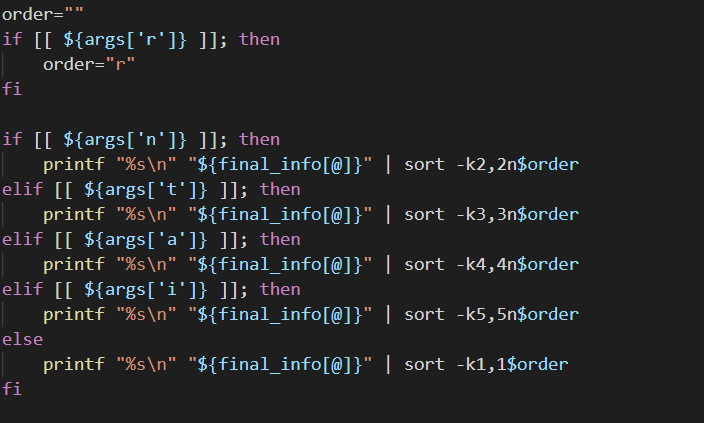 order=""
if [[ ${args['r']} ]]; then
    order="r"
fi

if [[ ${args['n']} ]]; then
    printf "%s\n" "${final_info[@]}" | sort -k2,2n$order
elif [[ ${args['t']} ]]; then
    printf "%s\n" "${final_info[@]}" | sort -k3,3n$order
elif [[ ${args['a']} ]]; then
    printf "%s\n" "${final_info[@]}" | sort -k4,4n$order
elif [[ ${args['i']} ]]; then
    printf "%s\n" "${final_info[@]}" | sort -k5,5n$order
else
    printf "%s\n" "${final_info[@]}" | sort -k1,1$order
fi